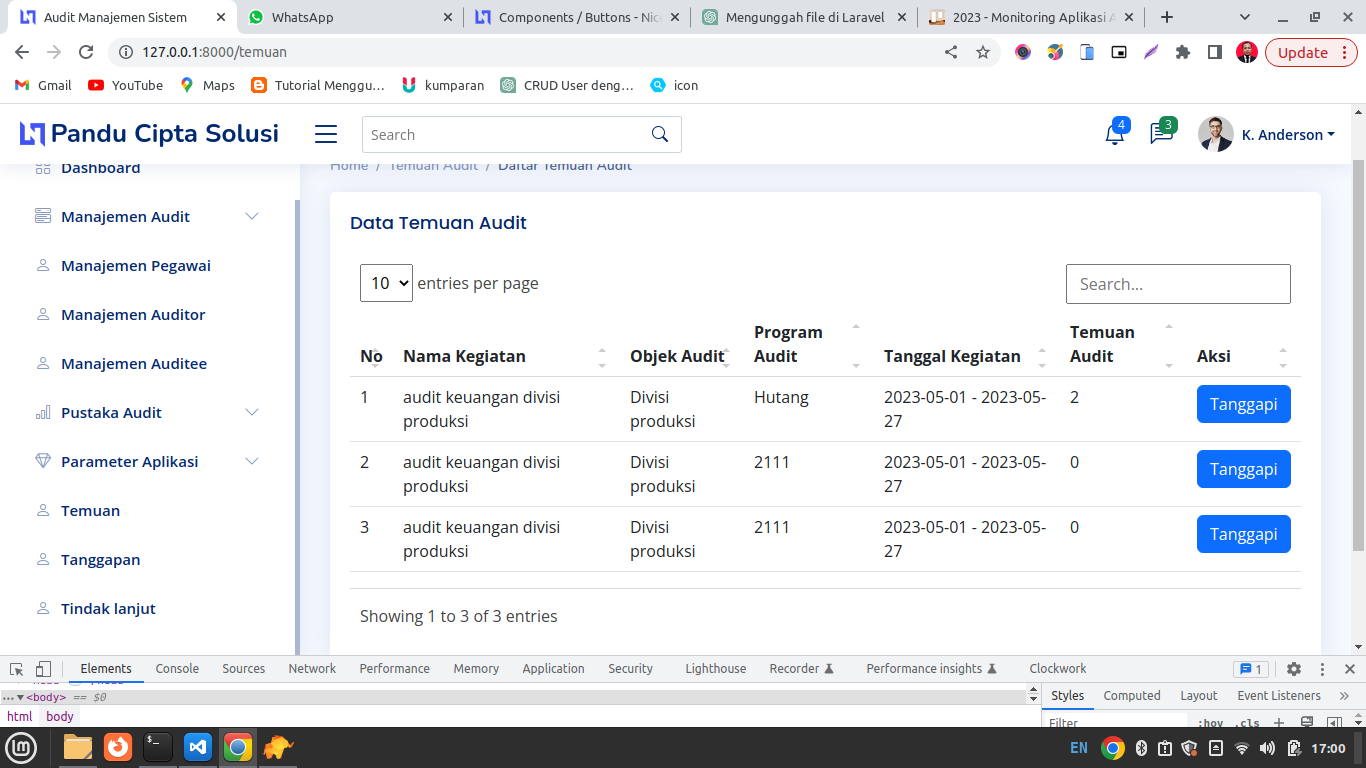 Audit Manajemen Sistem
WhatsApp
Components / Buttons - Nice
Mengunggah file di Laravel
2023 - Monitoring Aplikasi A
127.0.0.1:8000/temuan
Update
Gmail
YouTube
Maps
Tutorial Menggu...
kumparan
CRUD User deng...
icon
Pandu Cipta Solusi
Search
4
3
K. Anderson
Dashboard
Manajemen Audit
Manajemen Pegawai
Manajemen Auditor
Manajemen Auditee
Pustaka Audit
Parameter Aplikasi
Temuan
Tanggapan
Tindak lanjut
Home / Temuan Audit / Daftar Temuan Audit
Data Temuan Audit
10 entries per page
Search...
No Nama Kegiatan Objek Audit Program Audit Tanggal Kegiatan Temuan Audit Aksi
1 audit keuangan divisi produksi Divisi produksi Hutang 2023-05-01 - 2023-05-27 2 Tanggapi
2 audit keuangan divisi produksi Divisi produksi 2111 2023-05-01 - 2023-05-27 0 Tanggapi
3 audit keuangan divisi produksi Divisi produksi 2111 2023-05-01 - 2023-05-27 0 Tanggapi
Showing 1 to 3 of 3 entries
Elements Console Sources Network Performance Memory Application Security Lighthouse Recorder Performance insights Clockwork 1
<body> == $0
html body
Styles Computed Layout Event Listeners
Filter :hov .cls
EN 17:00